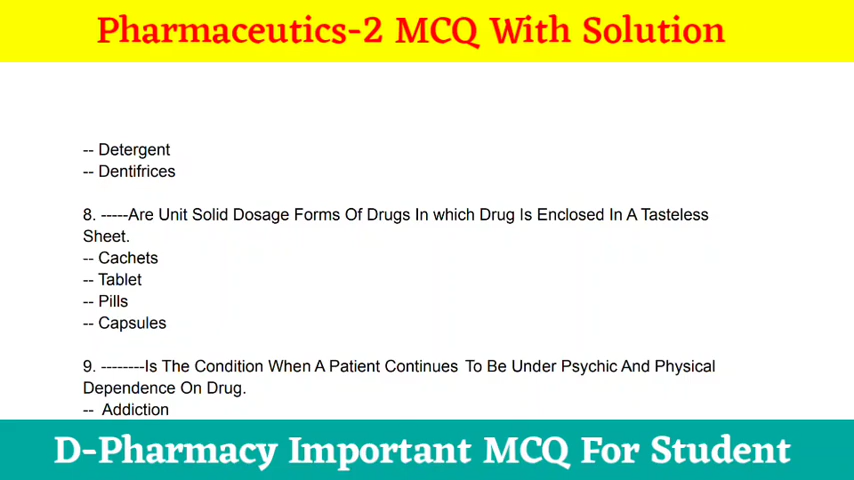 Pharmaceutics-2 MCQ With Solution
-- Detergent
-- Dentifrices
8. -----Are Unit Solid Dosage Forms Of Drugs In which Drug Is Enclosed In A Tasteless
Sheet.
-- Cachets
-- Tablet
-- Pills
-- Capsules
9. --------Is The Condition When A Patient Continues To Be Under Psychic And Physical
Dependence On Drug.
-- Addiction
D-Pharmacy Important MCQ For Student